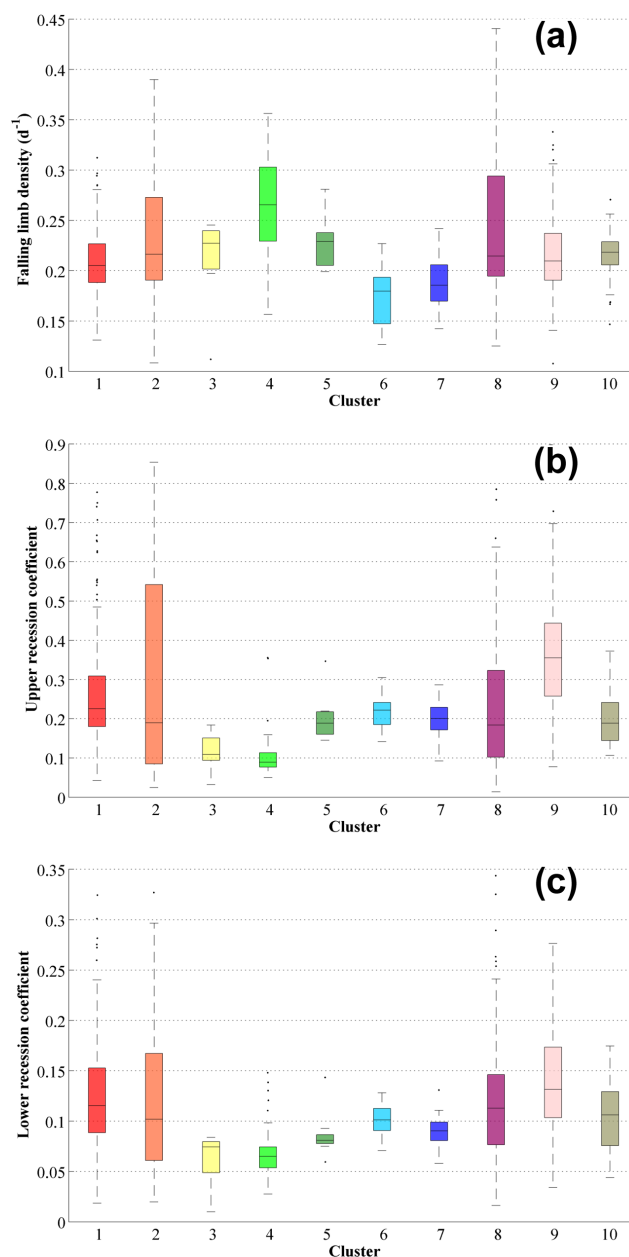 (a)
Falling limb density (d⁻¹)
0.45
0.4
0.35
0.3
0.25
0.2
0.15
0.1
1 2 3 4 5 6 7 8 9 10
Cluster
(b)
Upper recession coefficient
0.9
0.8
0.7
0.6
0.5
0.4
0.3
0.2
0.1
0
1 2 3 4 5 6 7 8 9 10
Cluster
(c)
Lower recession coefficient
0.35
0.3
0.25
0.2
0.15
0.1
0.05
0
1 2 3 4 5 6 7 8 9 10
Cluster